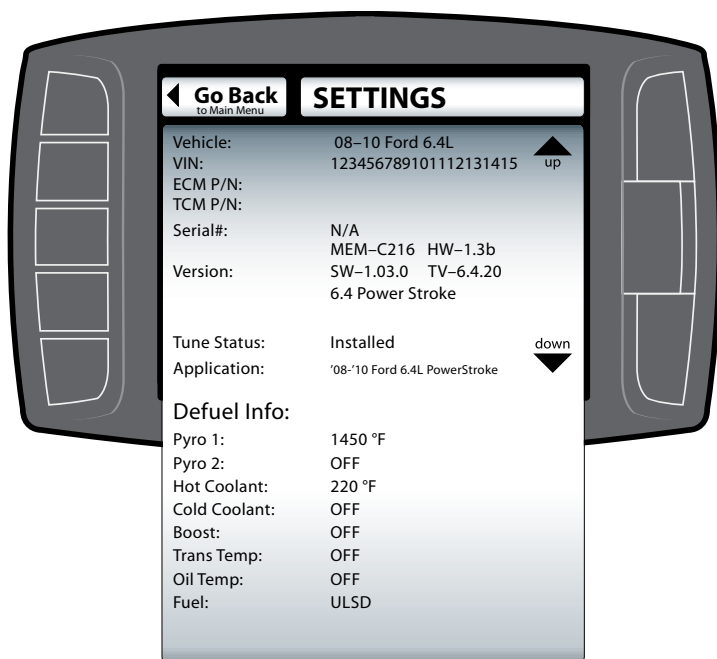 Go Back
to Main Menu
SETTINGS
Vehicle: 08–10 Ford 6.4L
up
VIN: 123456789101112131415
ECM P/N:
TCM P/N:
Serial#: N/A
MEM–C216 HW–1.3b
Version: SW–1.03.0 TV–6.4.20
6.4 Power Stroke
Tune Status: Installed
down
Application: '08-'10 Ford 6.4L PowerStroke
Defuel Info:
Pyro 1: 1450 °F
Pyro 2: OFF
Hot Coolant: 220 °F
Cold Coolant: OFF
Boost: OFF
Trans Temp: OFF
Oil Temp: OFF
Fuel: ULSD